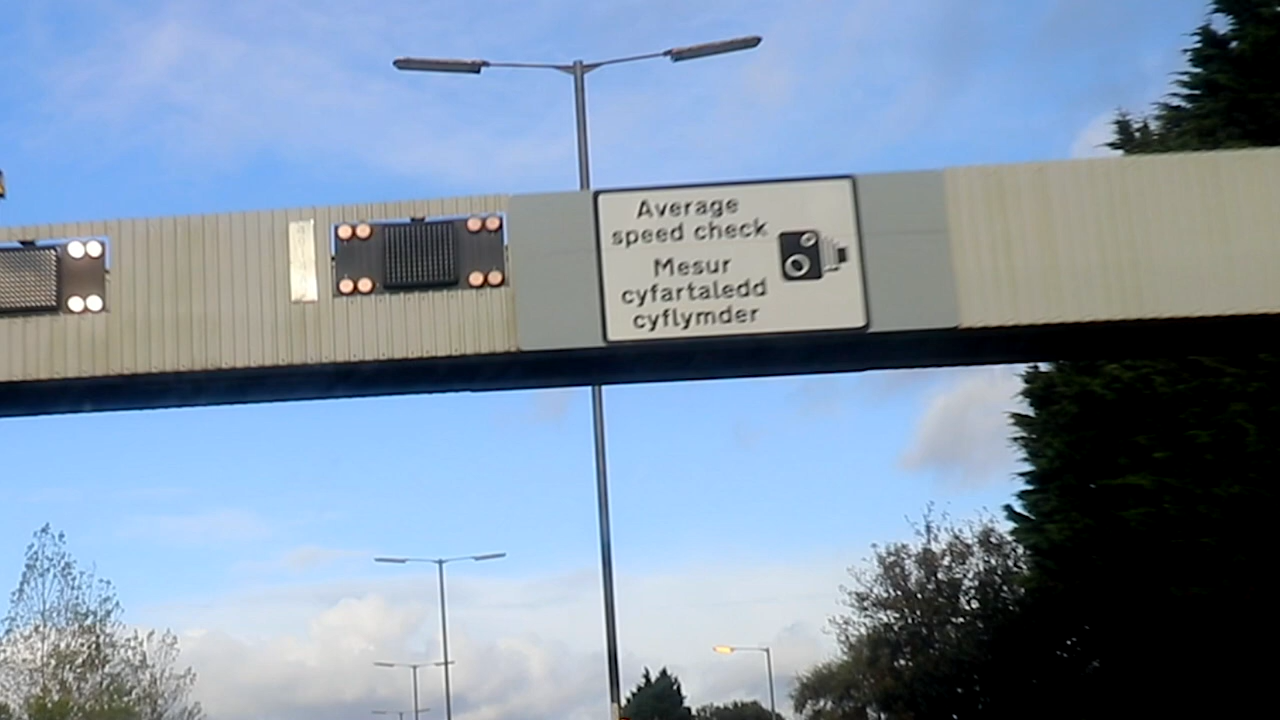 Average
speed check
Mesur
cyfartaledd
cyflymder